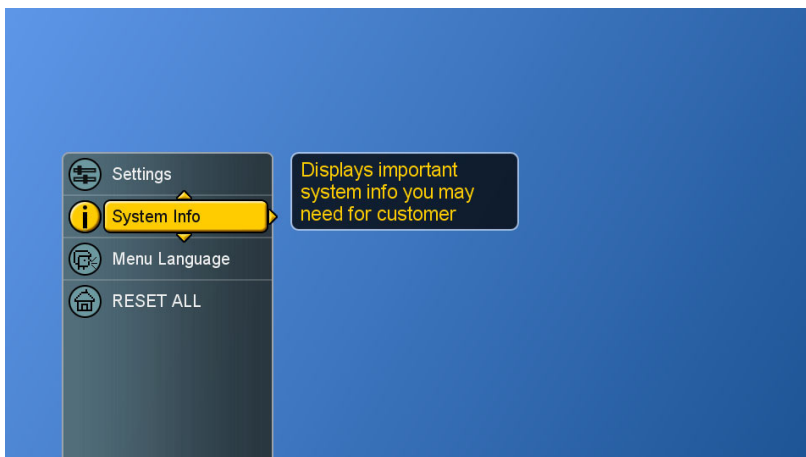 Settings
System Info
Menu Language
RESET ALL
Displays important
system info you may
need for customer